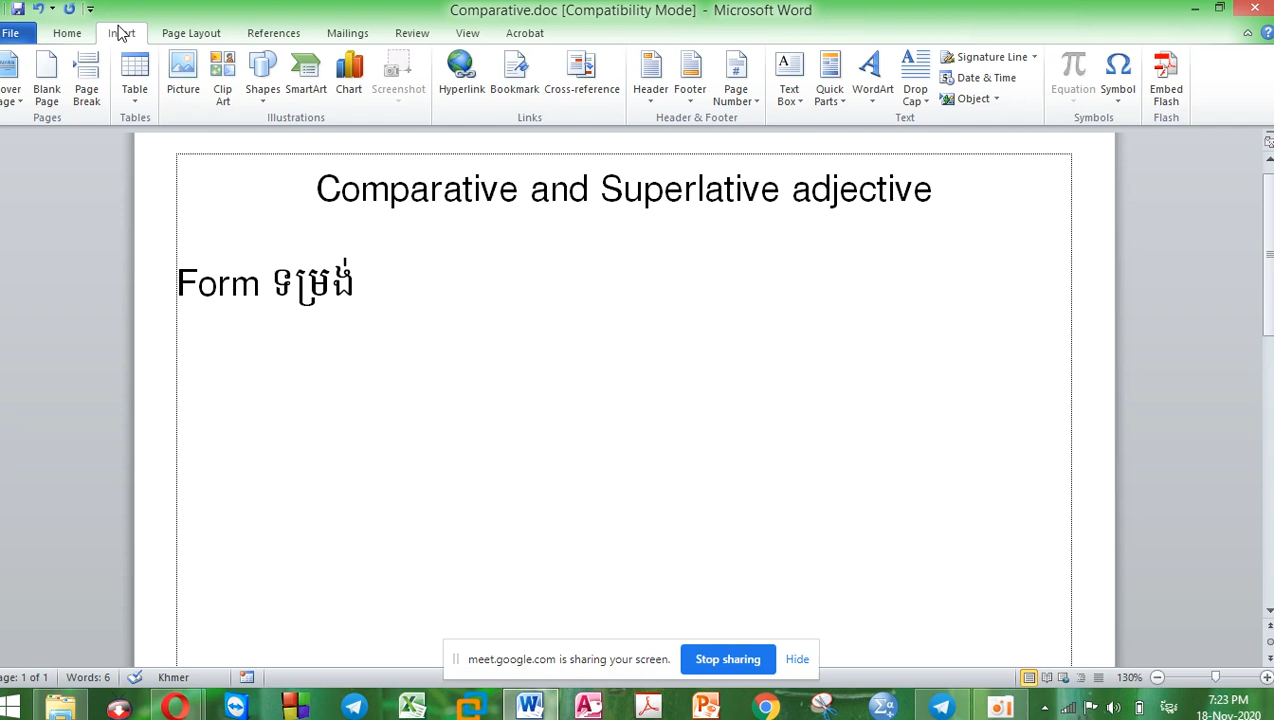 Comparative.doc [Compatibility Mode] - Microsoft Word
File Home Insert Page Layout References Mailings Review View Acrobat
Blank Page
Page Break
Table
Picture
Clip Art
Shapes
SmartArt
Chart
Screenshot
Hyperlink
Bookmark
Cross-reference
Header
Footer
Page Number
Text Box
Quick Parts
WordArt
Drop Cap
Signature Line
Date & Time
Object
Equation
Symbol
Embed Flash
Pages Tables Illustrations Links Header & Footer Text Symbols Flash
Comparative and Superlative adjective
Form ទម្រង់
meet.google.com is sharing your screen. Stop sharing Hide
age: 1 of 1 Words: 6 Khmer 130%
7:23 PM
18-Nov-2020